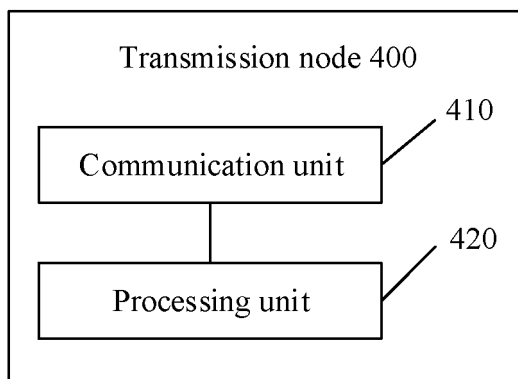 Transmission node 400
410
Communication unit
420
Processing unit